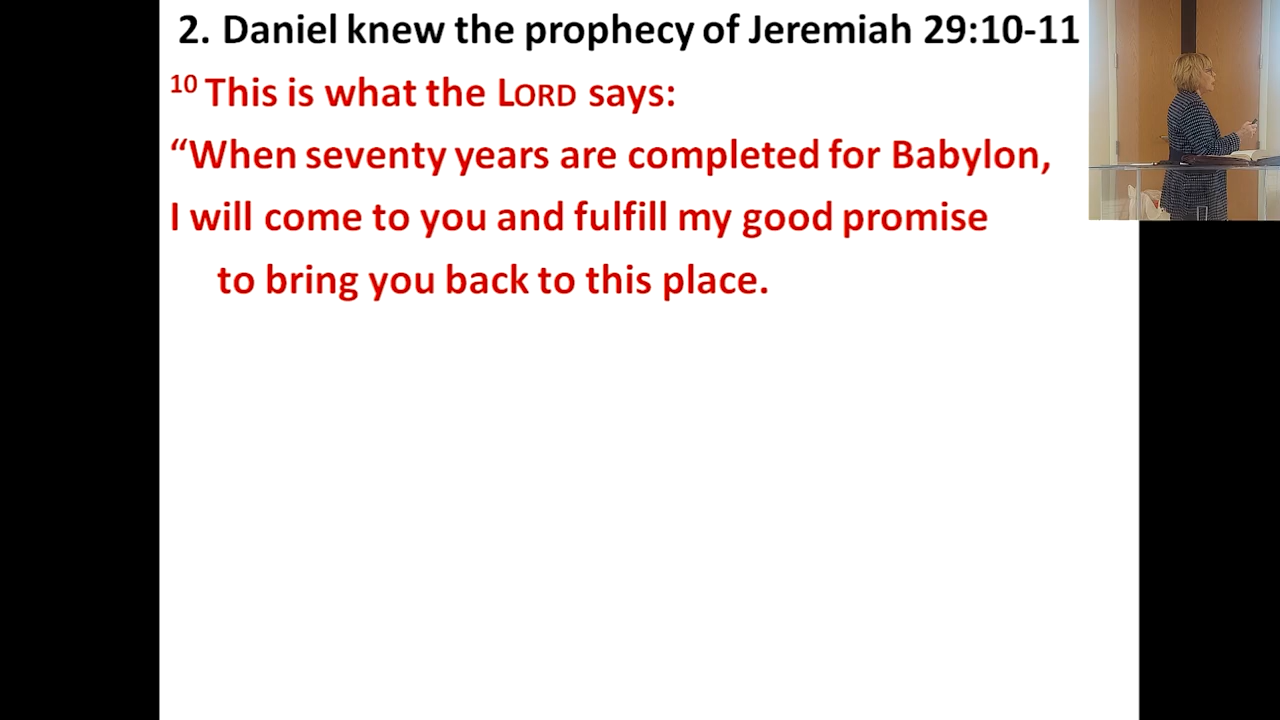 2. Daniel knew the prophecy of Jeremiah 29:10-11
10 This is what the LORD says:
“When seventy years are completed for Babylon,
I will come to you and fulfill my good promise
to bring you back to this place.